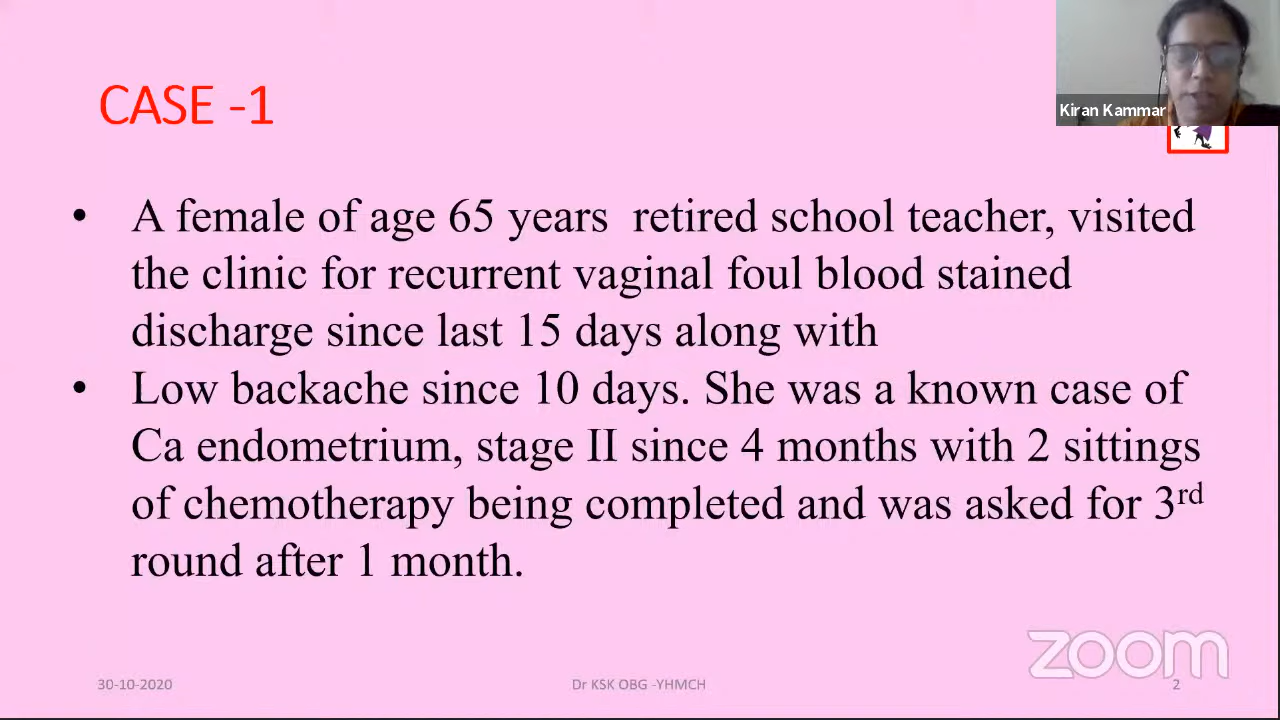 Kiran Kammar
CASE -1
• A female of age 65 years retired school teacher, visited
the clinic for recurrent vaginal foul blood stained
discharge since last 15 days along with
• Low backache since 10 days. She was a known case of
Ca endometrium, stage II since 4 months with 2 sittings
of chemotherapy being completed and was asked for 3rd
round after 1 month.
zoom
30-10-2020
Dr KSK OBG -YHMCH
2